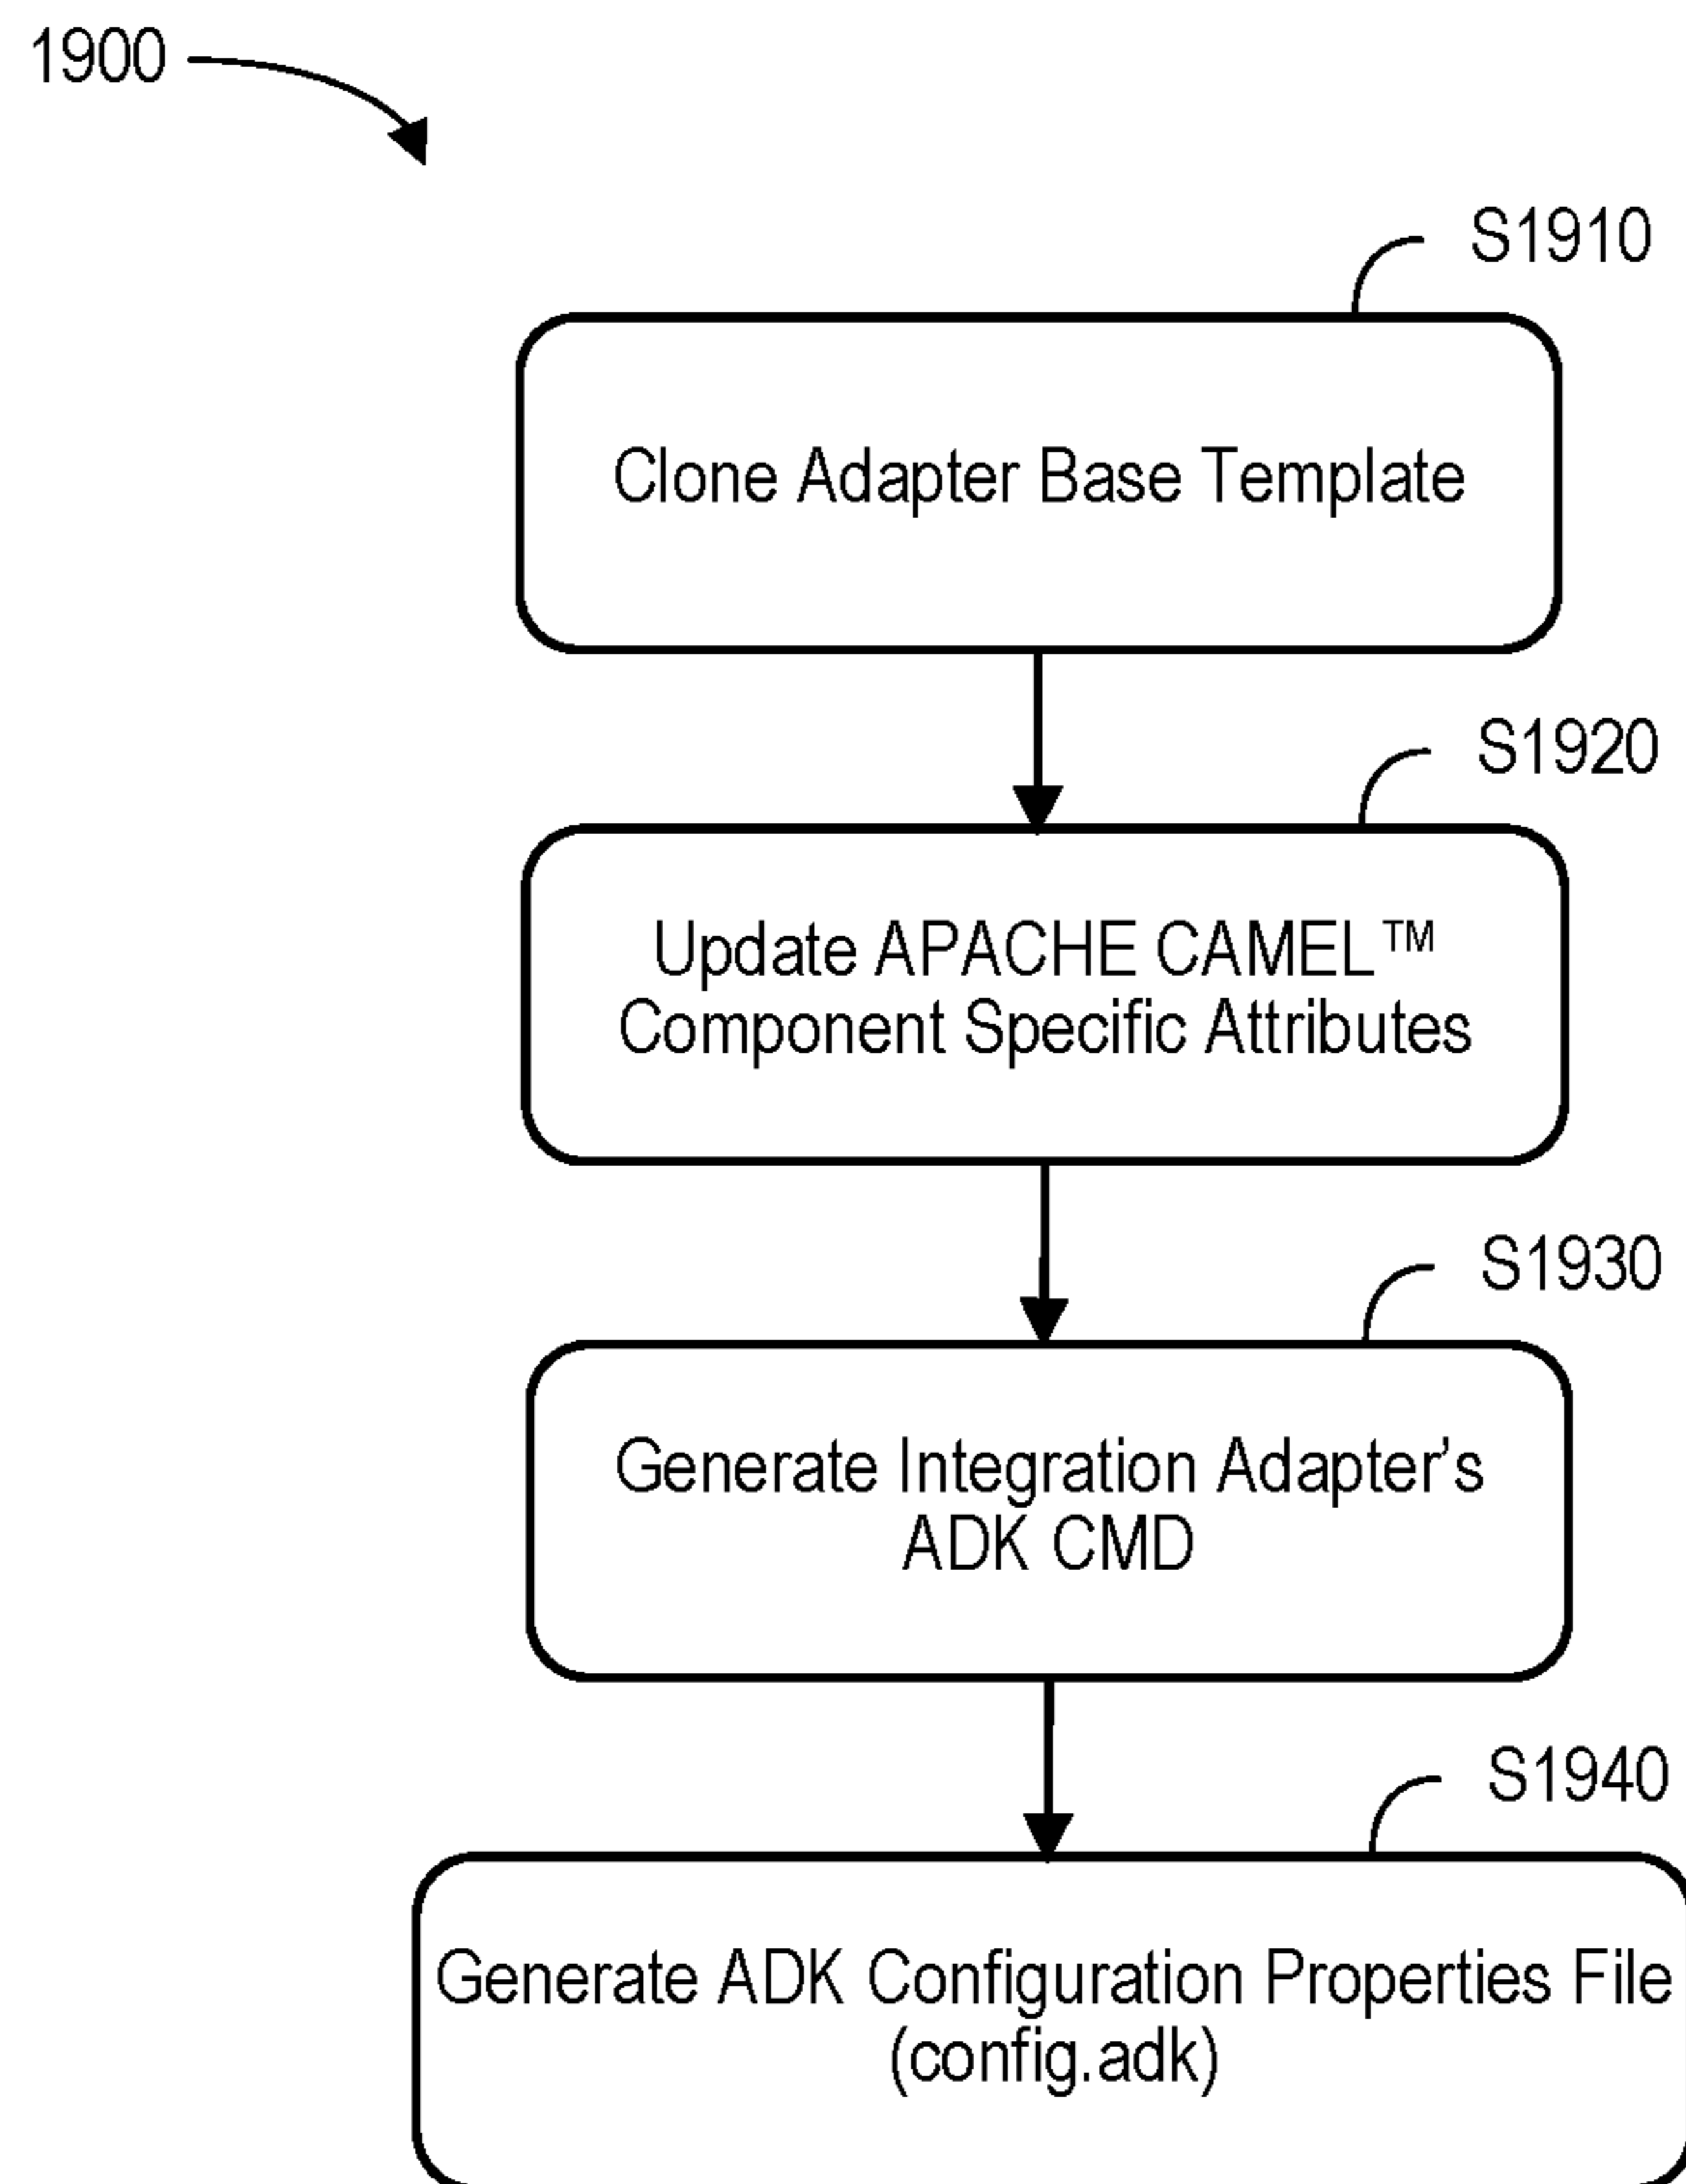 1900
S1910
Clone Adapter Base Template
S1920
Update APACHE CAMEL™
Component Specific Attributes
S1930
Generate Integration Adapter's
ADK CMD
S1940
Generate ADK Configuration Properties File
(config.adk)